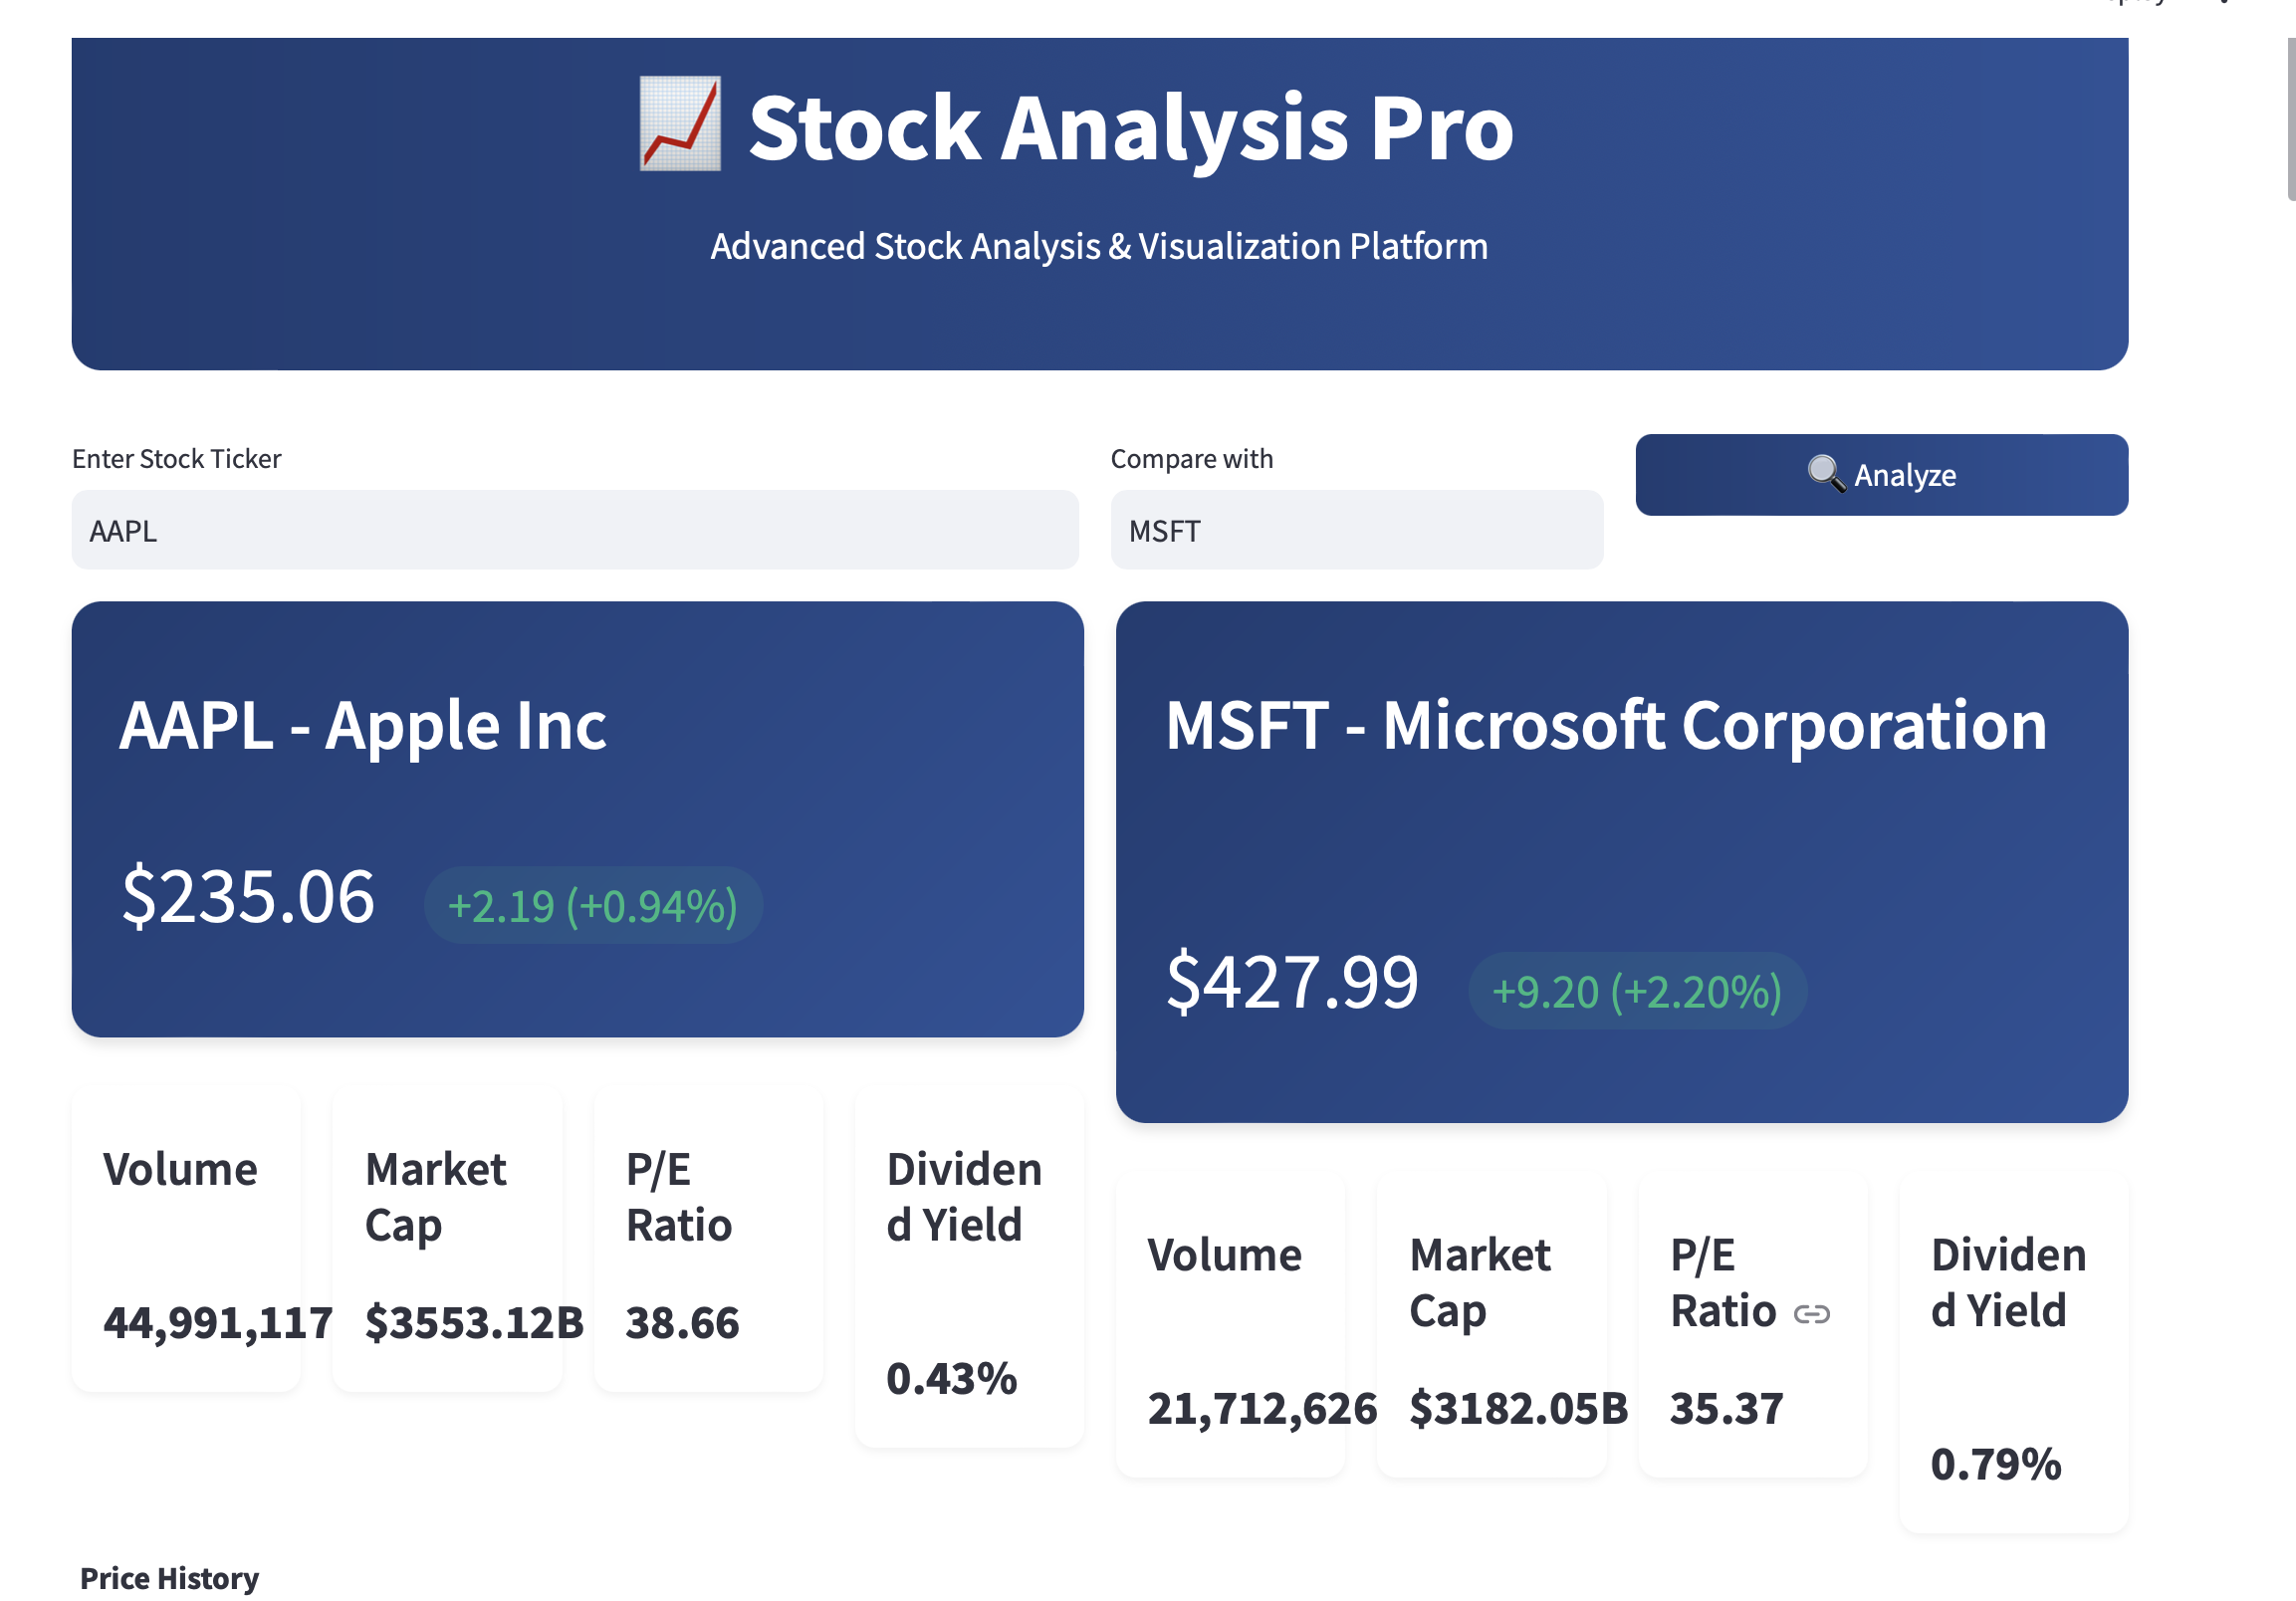 Stock Analysis Pro
Advanced Stock Analysis & Visualization Platform
Enter Stock Ticker
AAPL
Compare with
MSFT
Analyze
AAPL - Apple Inc
$235.06
+2.19 (+0.94%)
Volume
44,991,117
Market
Cap
$3553.12B
P/E
Ratio
38.66
Dividen
d Yield
0.43%
MSFT - Microsoft Corporation
$427.99
+9.20 (+2.20%)
Volume
21,712,626
Market
Cap
$3182.05B
P/E
Ratio
35.37
Dividen
d Yield
0.79%
Price History